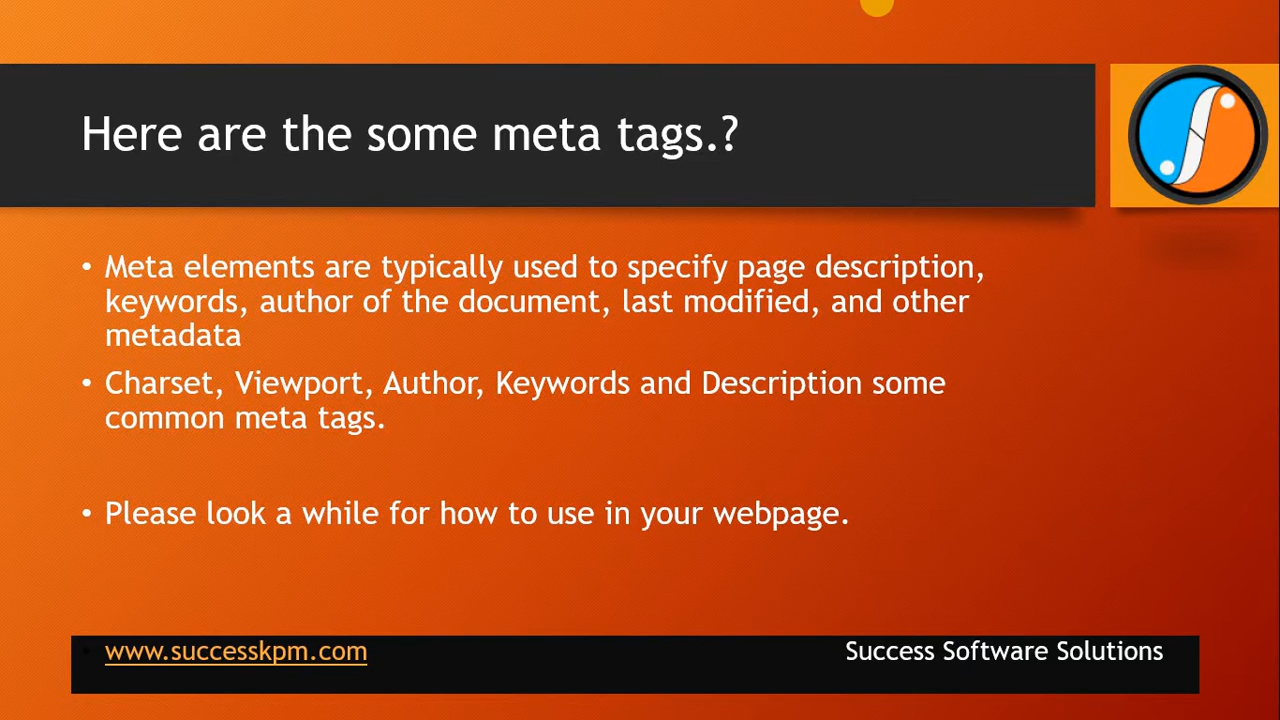 Here are the some meta tags.?
• Meta elements are typically used to specify page description,
keywords, author of the document, last modified, and other
metadata
• Charset, Viewport, Author, Keywords and Description some
common meta tags.
• Please look a while for how to use in your webpage.
• www.successkpm.com Success Software Solutions